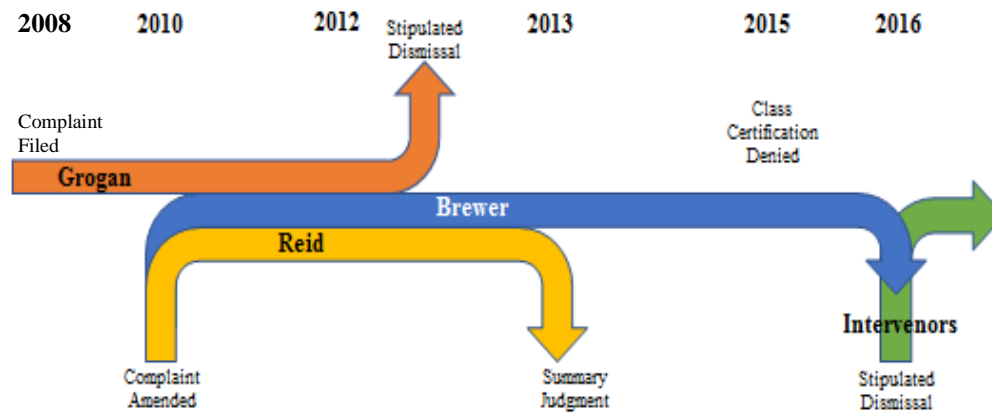 2008 2010 2012 2013 2015 2016
Stipulated
Dismissal
Complaint
Filed
Class
Certification
Denied
Grogan
Brewer
Reid
Intervenors
Complaint
Amended
Summary
Judgment
Stipulated
Dismissal